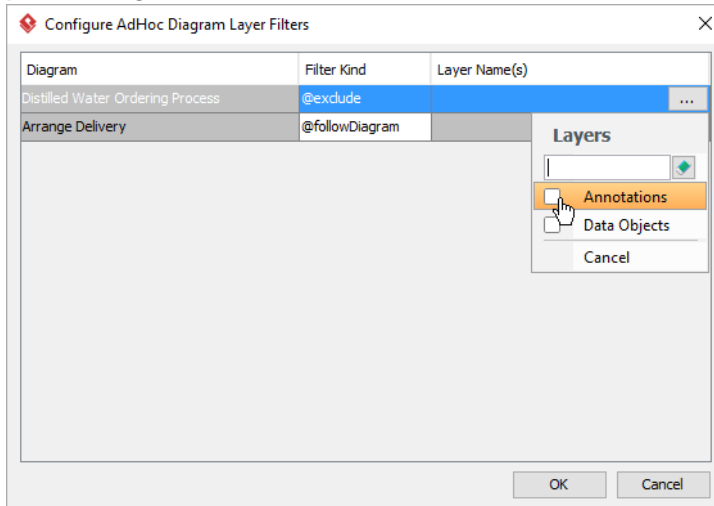 Configure AdHoc Diagram Layer Filters
Diagram Filter Kind Layer Name(s)
Distilled Water Ordering Process @exclude ...
Arrange Delivery @followDiagram
Layers
Annotations
Data Objects
Cancel
OK Cancel